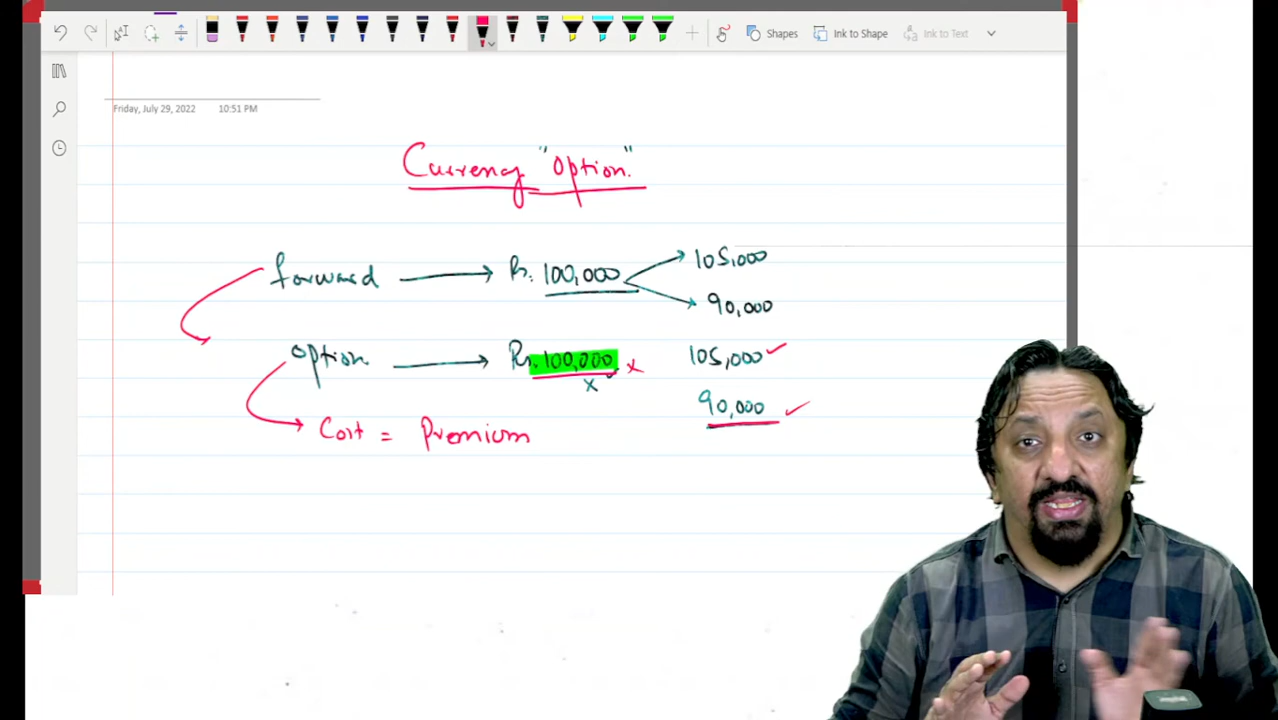 Shapes Ink to Shape Ink to Text
Friday, July 29, 2022 10:51 PM
Currency "Option"
forward → Rs. 100,000 105,000
90,000
option → Rs. 100,000 x 105,000 ✓
x
90,000 ✓
Cost = Premium